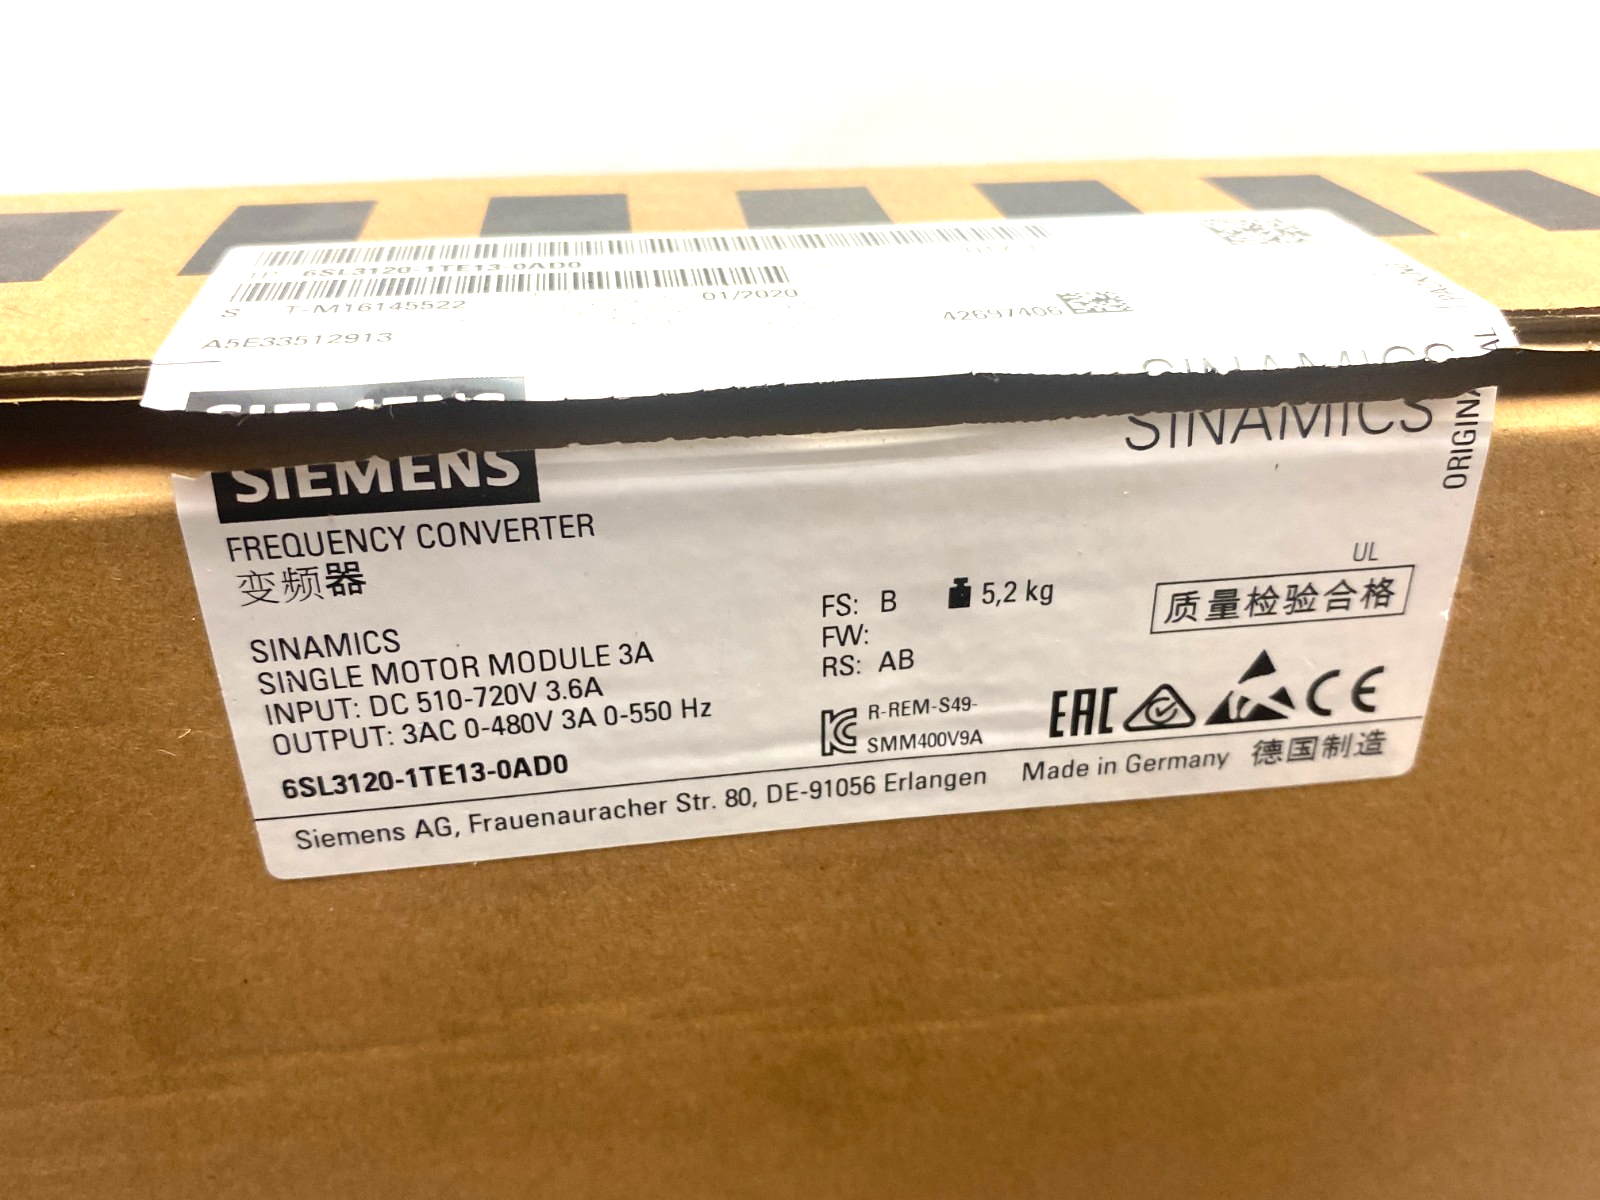 1P 6SL3120-1TE13-0AD0
S T-M16145522 01/2020
A5E33512913
42697406
SIEMENS
SINAMICS
SIEMENS
SINAMICS
ORIGINAL
FREQUENCY CONVERTER
变频器
SINAMICS
SINGLE MOTOR MODULE 3A
INPUT: DC 510-720V 3.6A
OUTPUT: 3AC 0-480V 3A 0-550 Hz
6SL3120-1TE13-0AD0
FS: B 5,2 kg
FW:
RS: AB
R-REM-S49-
SMM400V9A
UL
质量检验合格
EAC
CE
Siemens AG, Frauenauracher Str. 80, DE-91056 Erlangen Made in Germany 德国制造